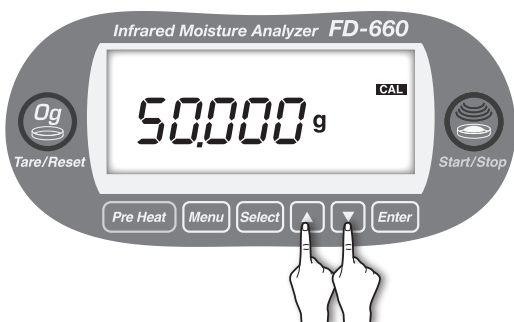 Infrared Moisture Analyzer FD-660
CAL
50.000 g
0g
Tare/Reset
Start/Stop
Pre Heat Menu Select ▲ ▼ Enter